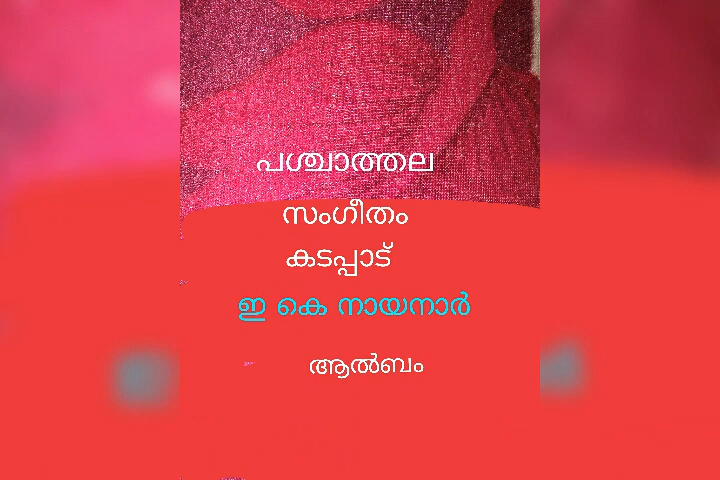 പശ്ചാത്തല
സംഗീതം
കടപ്പാട്
ഇ കെ നായനാർ
ആൽബം